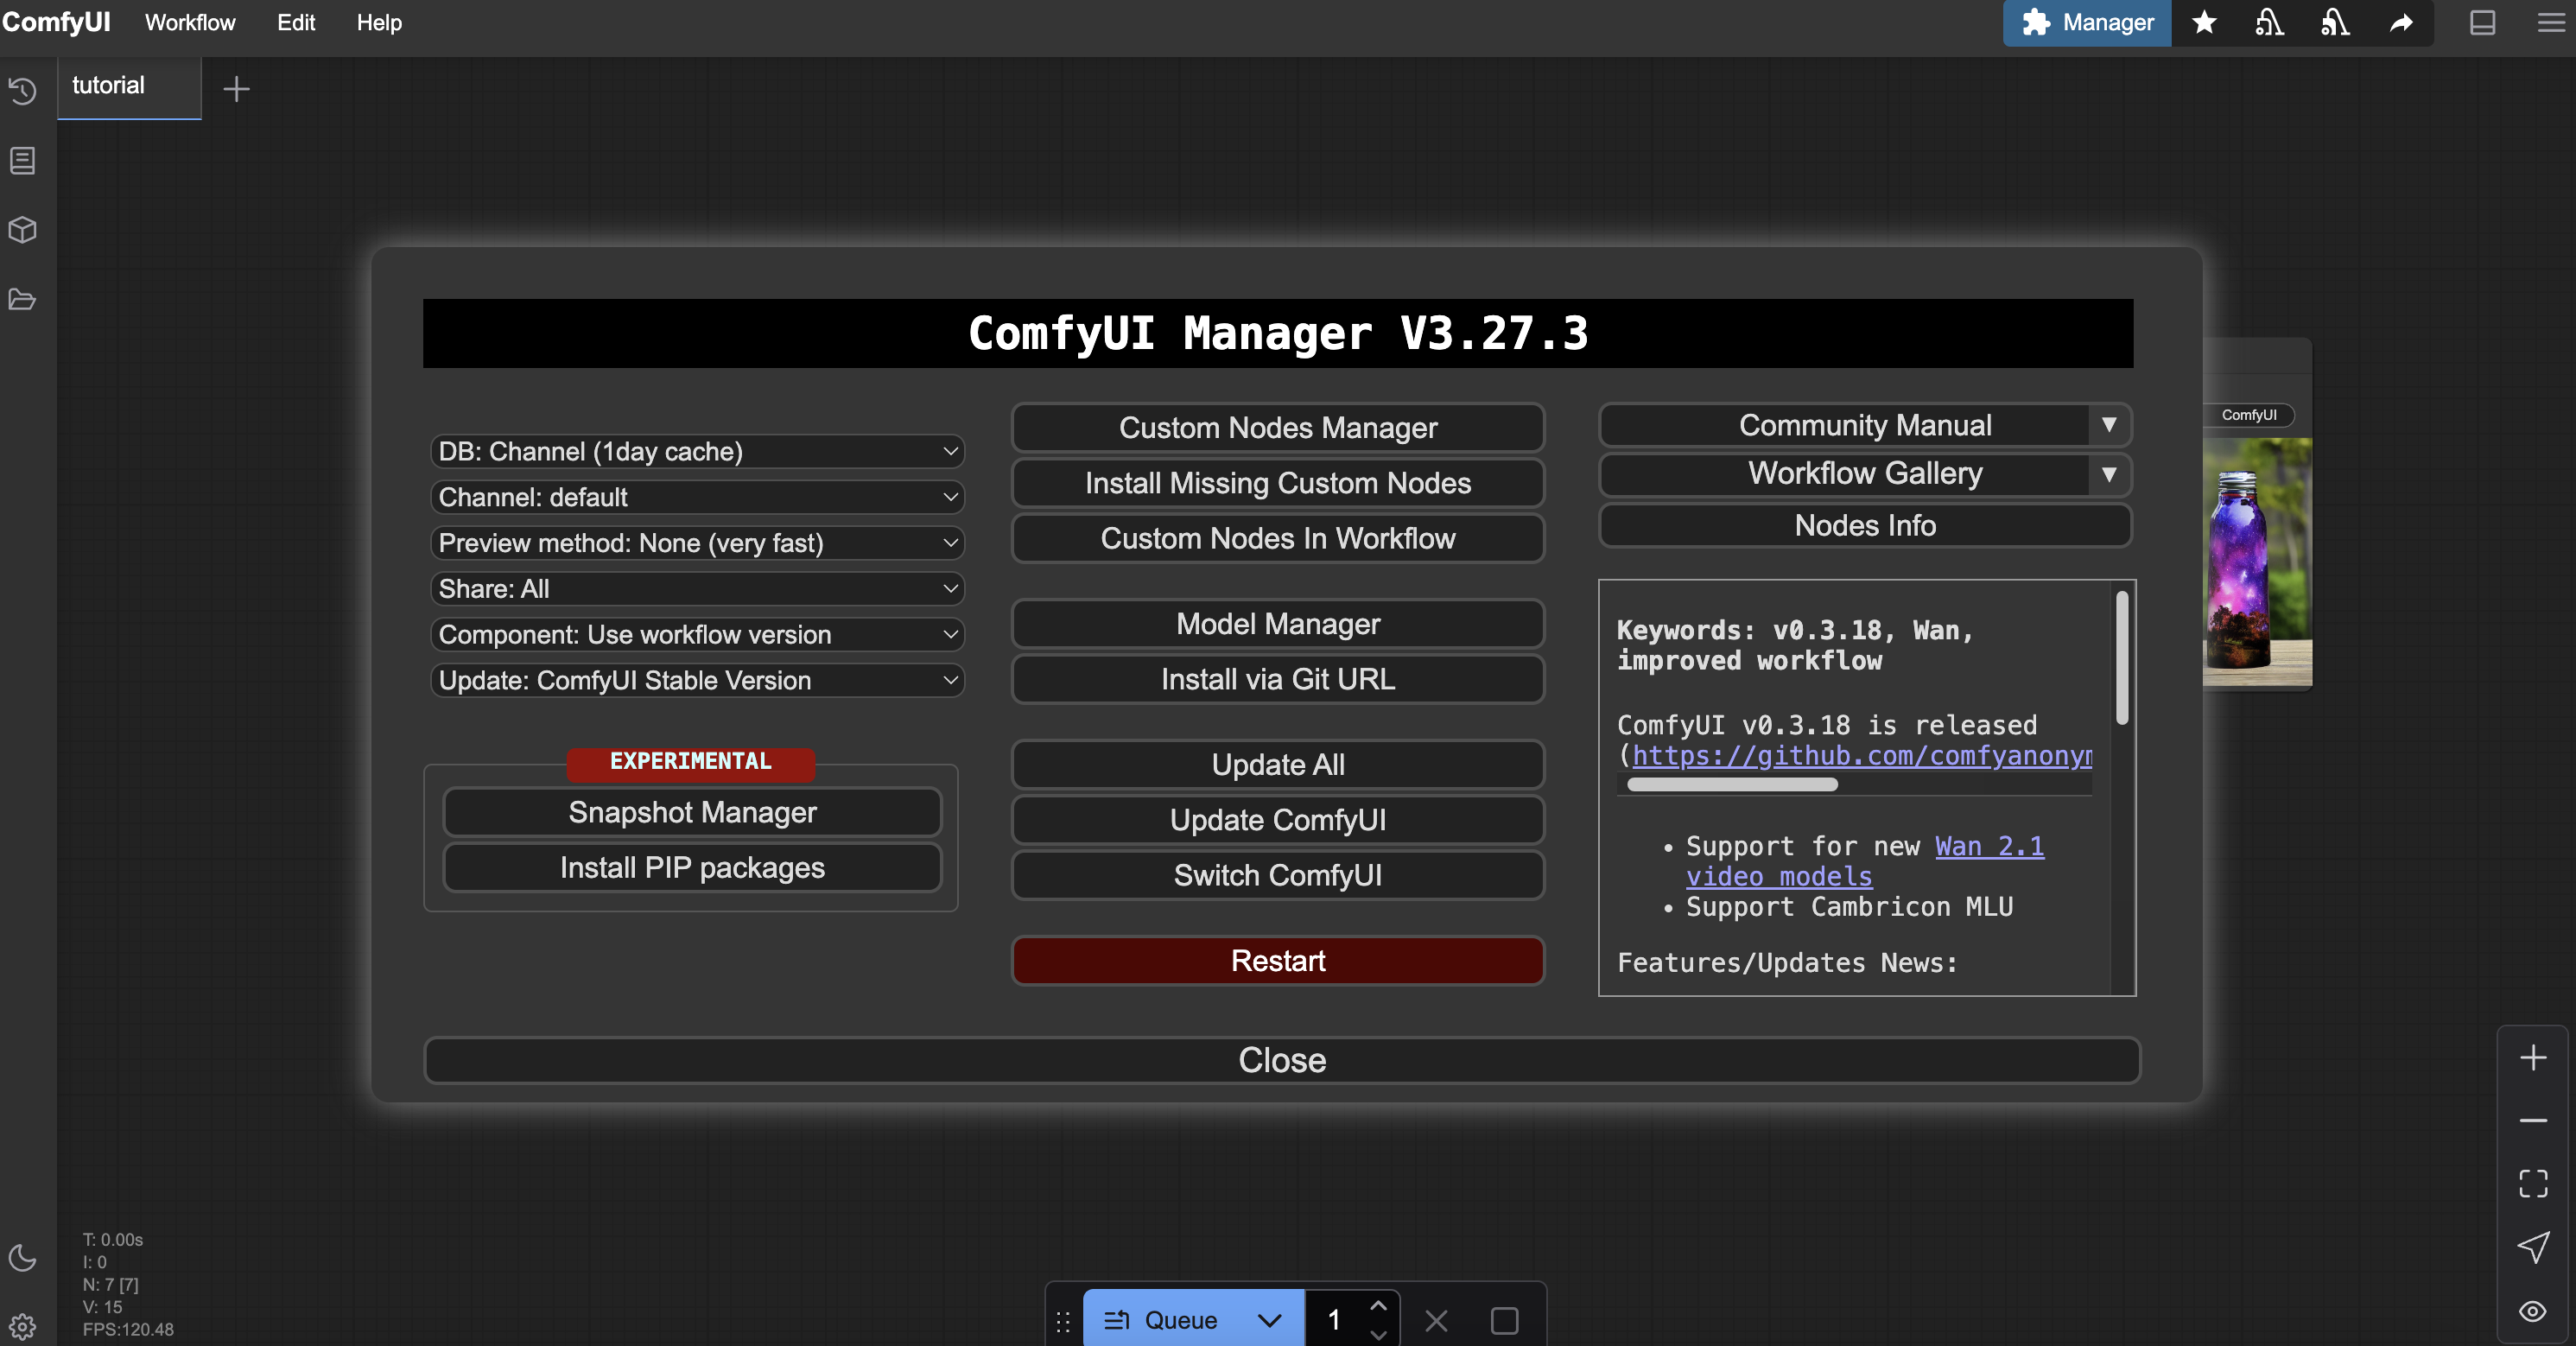 ComfyUI Workflow Edit Help
Manager
tutorial
ComfyUI Manager V3.27.3
DB: Channel (1day cache)
Channel: default
Preview method: None (very fast)
Share: All
Component: Use workflow version
Update: ComfyUI Stable Version
EXPERIMENTAL
Snapshot Manager
Install PIP packages
Custom Nodes Manager
Install Missing Custom Nodes
Custom Nodes In Workflow
Model Manager
Install via Git URL
Update All
Update ComfyUI
Switch ComfyUI
Restart
Community Manual
Workflow Gallery
Nodes Info
Keywords: v0.3.18, Wan,
improved workflow
ComfyUI v0.3.18 is released
(https://github.com/comfyanonym
• Support for new Wan 2.1
video models
• Support Cambricon MLU
Features/Updates News:
Close
ComfyUI
T: 0.00s
I: 0
N: 7 [7]
V: 15
FPS:120.48
Queue 1